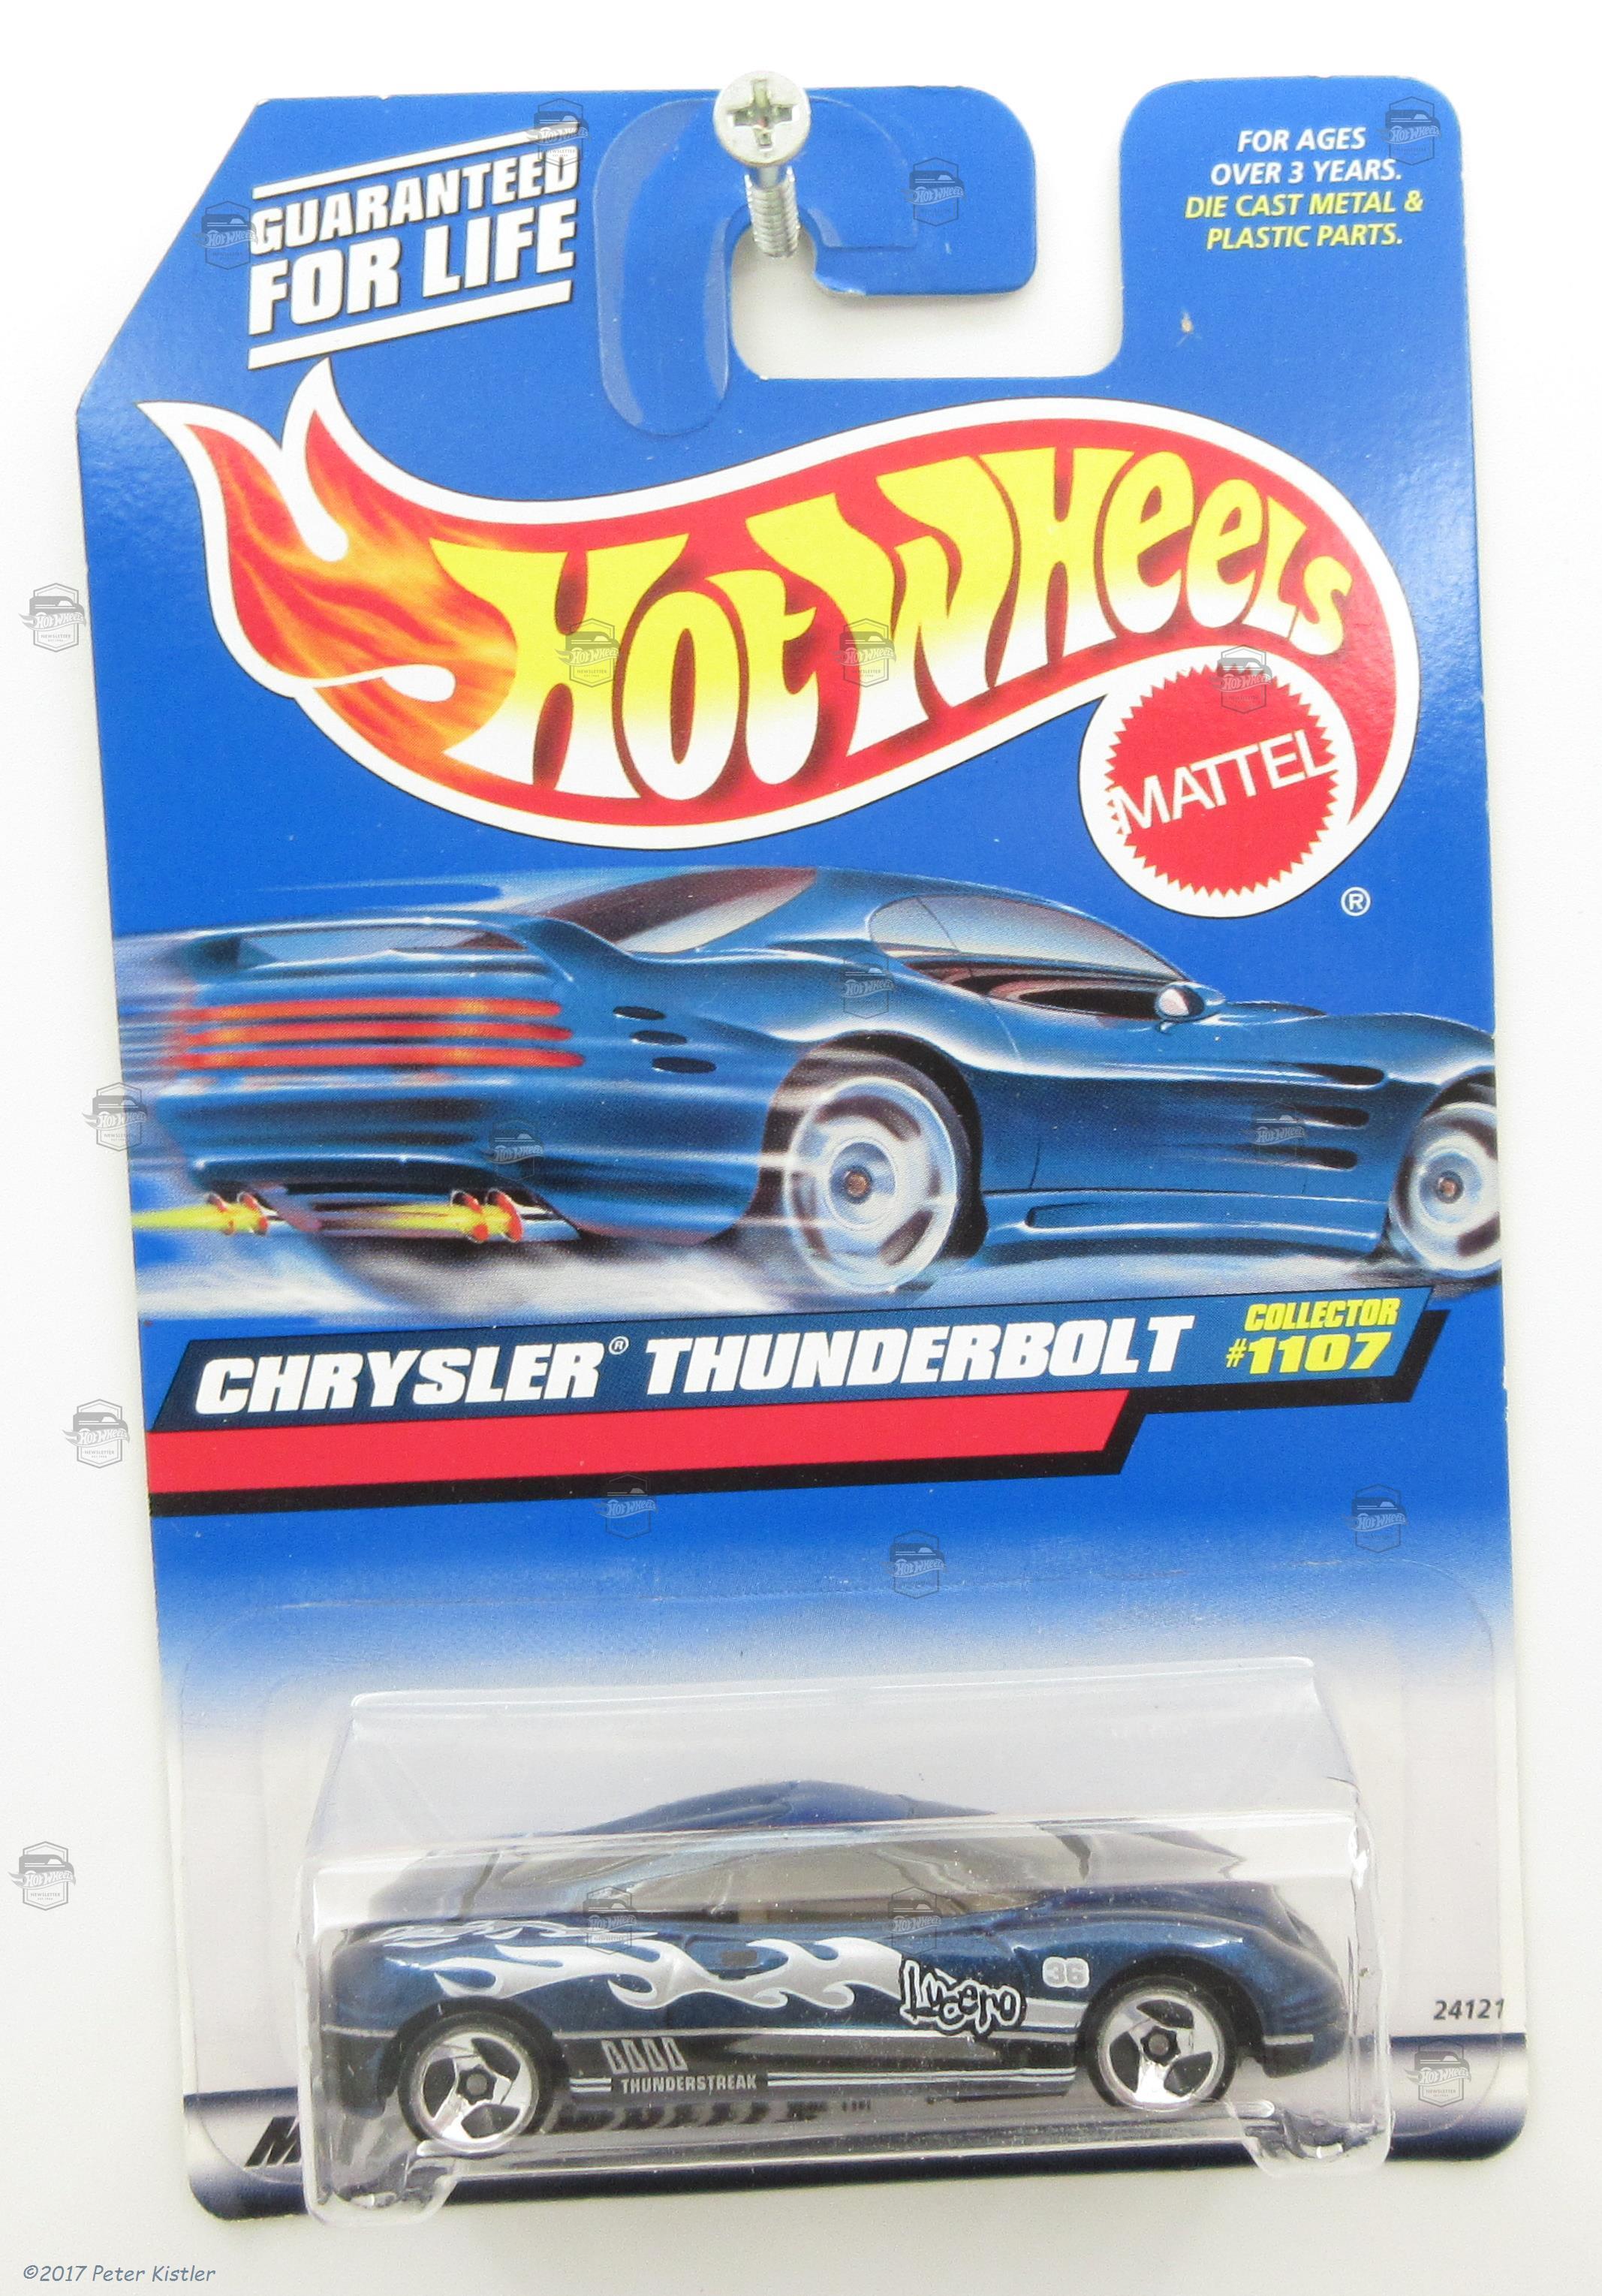 GUARANTEED
FOR LIFE
FOR AGES
OVER 3 YEARS.
DIE CAST METAL &
PLASTIC PARTS.
HOT WHEELS
MATTEL
®
CHRYSLER® THUNDERBOLT
COLLECTOR
#1107
36
THUNDERSTREAK
24121
©2017 Peter Kistler